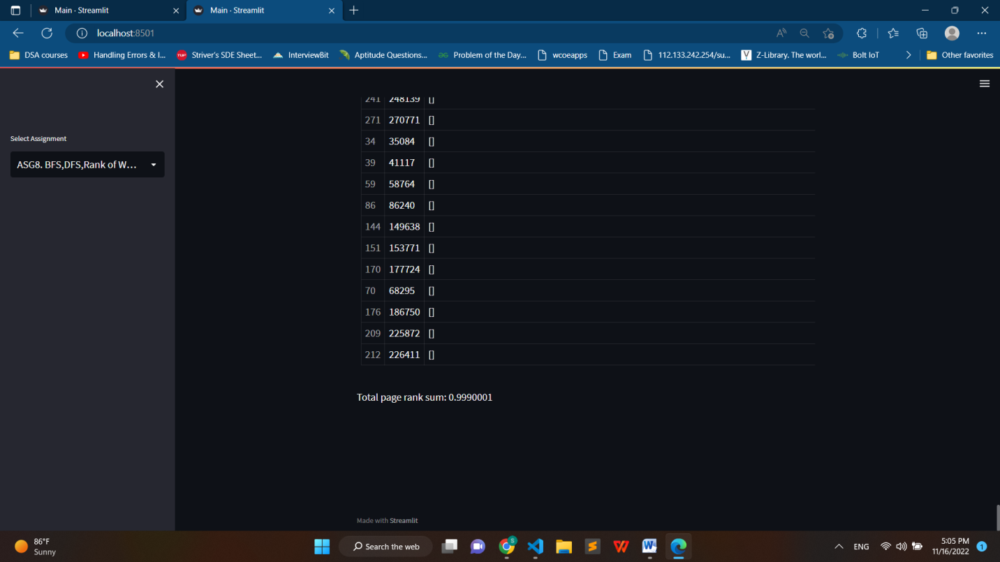 Main · Streamlit
Main · Streamlit
localhost:8501
DSA courses
Handling Errors & I...
Striver's SDE Sheet...
InterviewBit
Aptitude Questions...
Problem of the Day...
wcoeapps
Exam
112.133.242.254/su...
Z-Library. The worl...
Bolt IoT
Other favorites
Select Assignment
ASG8. BFS,DFS,Rank of W...
241 248139 []
271 270771 []
34 35084 []
39 41117 []
59 58764 []
86 86240 []
144 149638 []
151 153771 []
170 177724 []
70 68295 []
176 186750 []
209 225872 []
212 226411 []
Total page rank sum: 0.9990001
Made with Streamlit
86°F
Sunny
Search the web
ENG
5:05 PM
11/16/2022
1